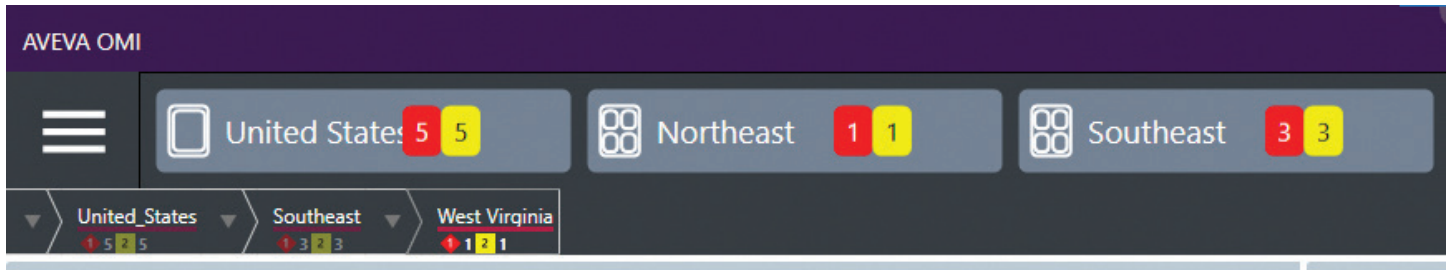 AVEVA OMI
United States 5 5 Northeast 1 1 Southeast 3 3
United_States Southeast West Virginia
1 5 2 5 1 3 2 3 1 1 2 1